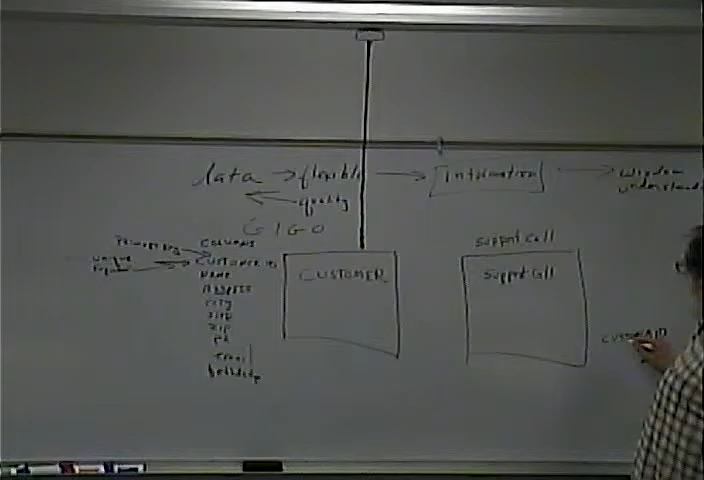 data → flexible → Information → wisdom
quality
GIGO
Primary Key
COLUMNS
CUSTOMER ID
unique
NAME
ADDRESS
CITY
STATE
ZIP
PH
Email
CUSTOMER
Support Call
Support Call